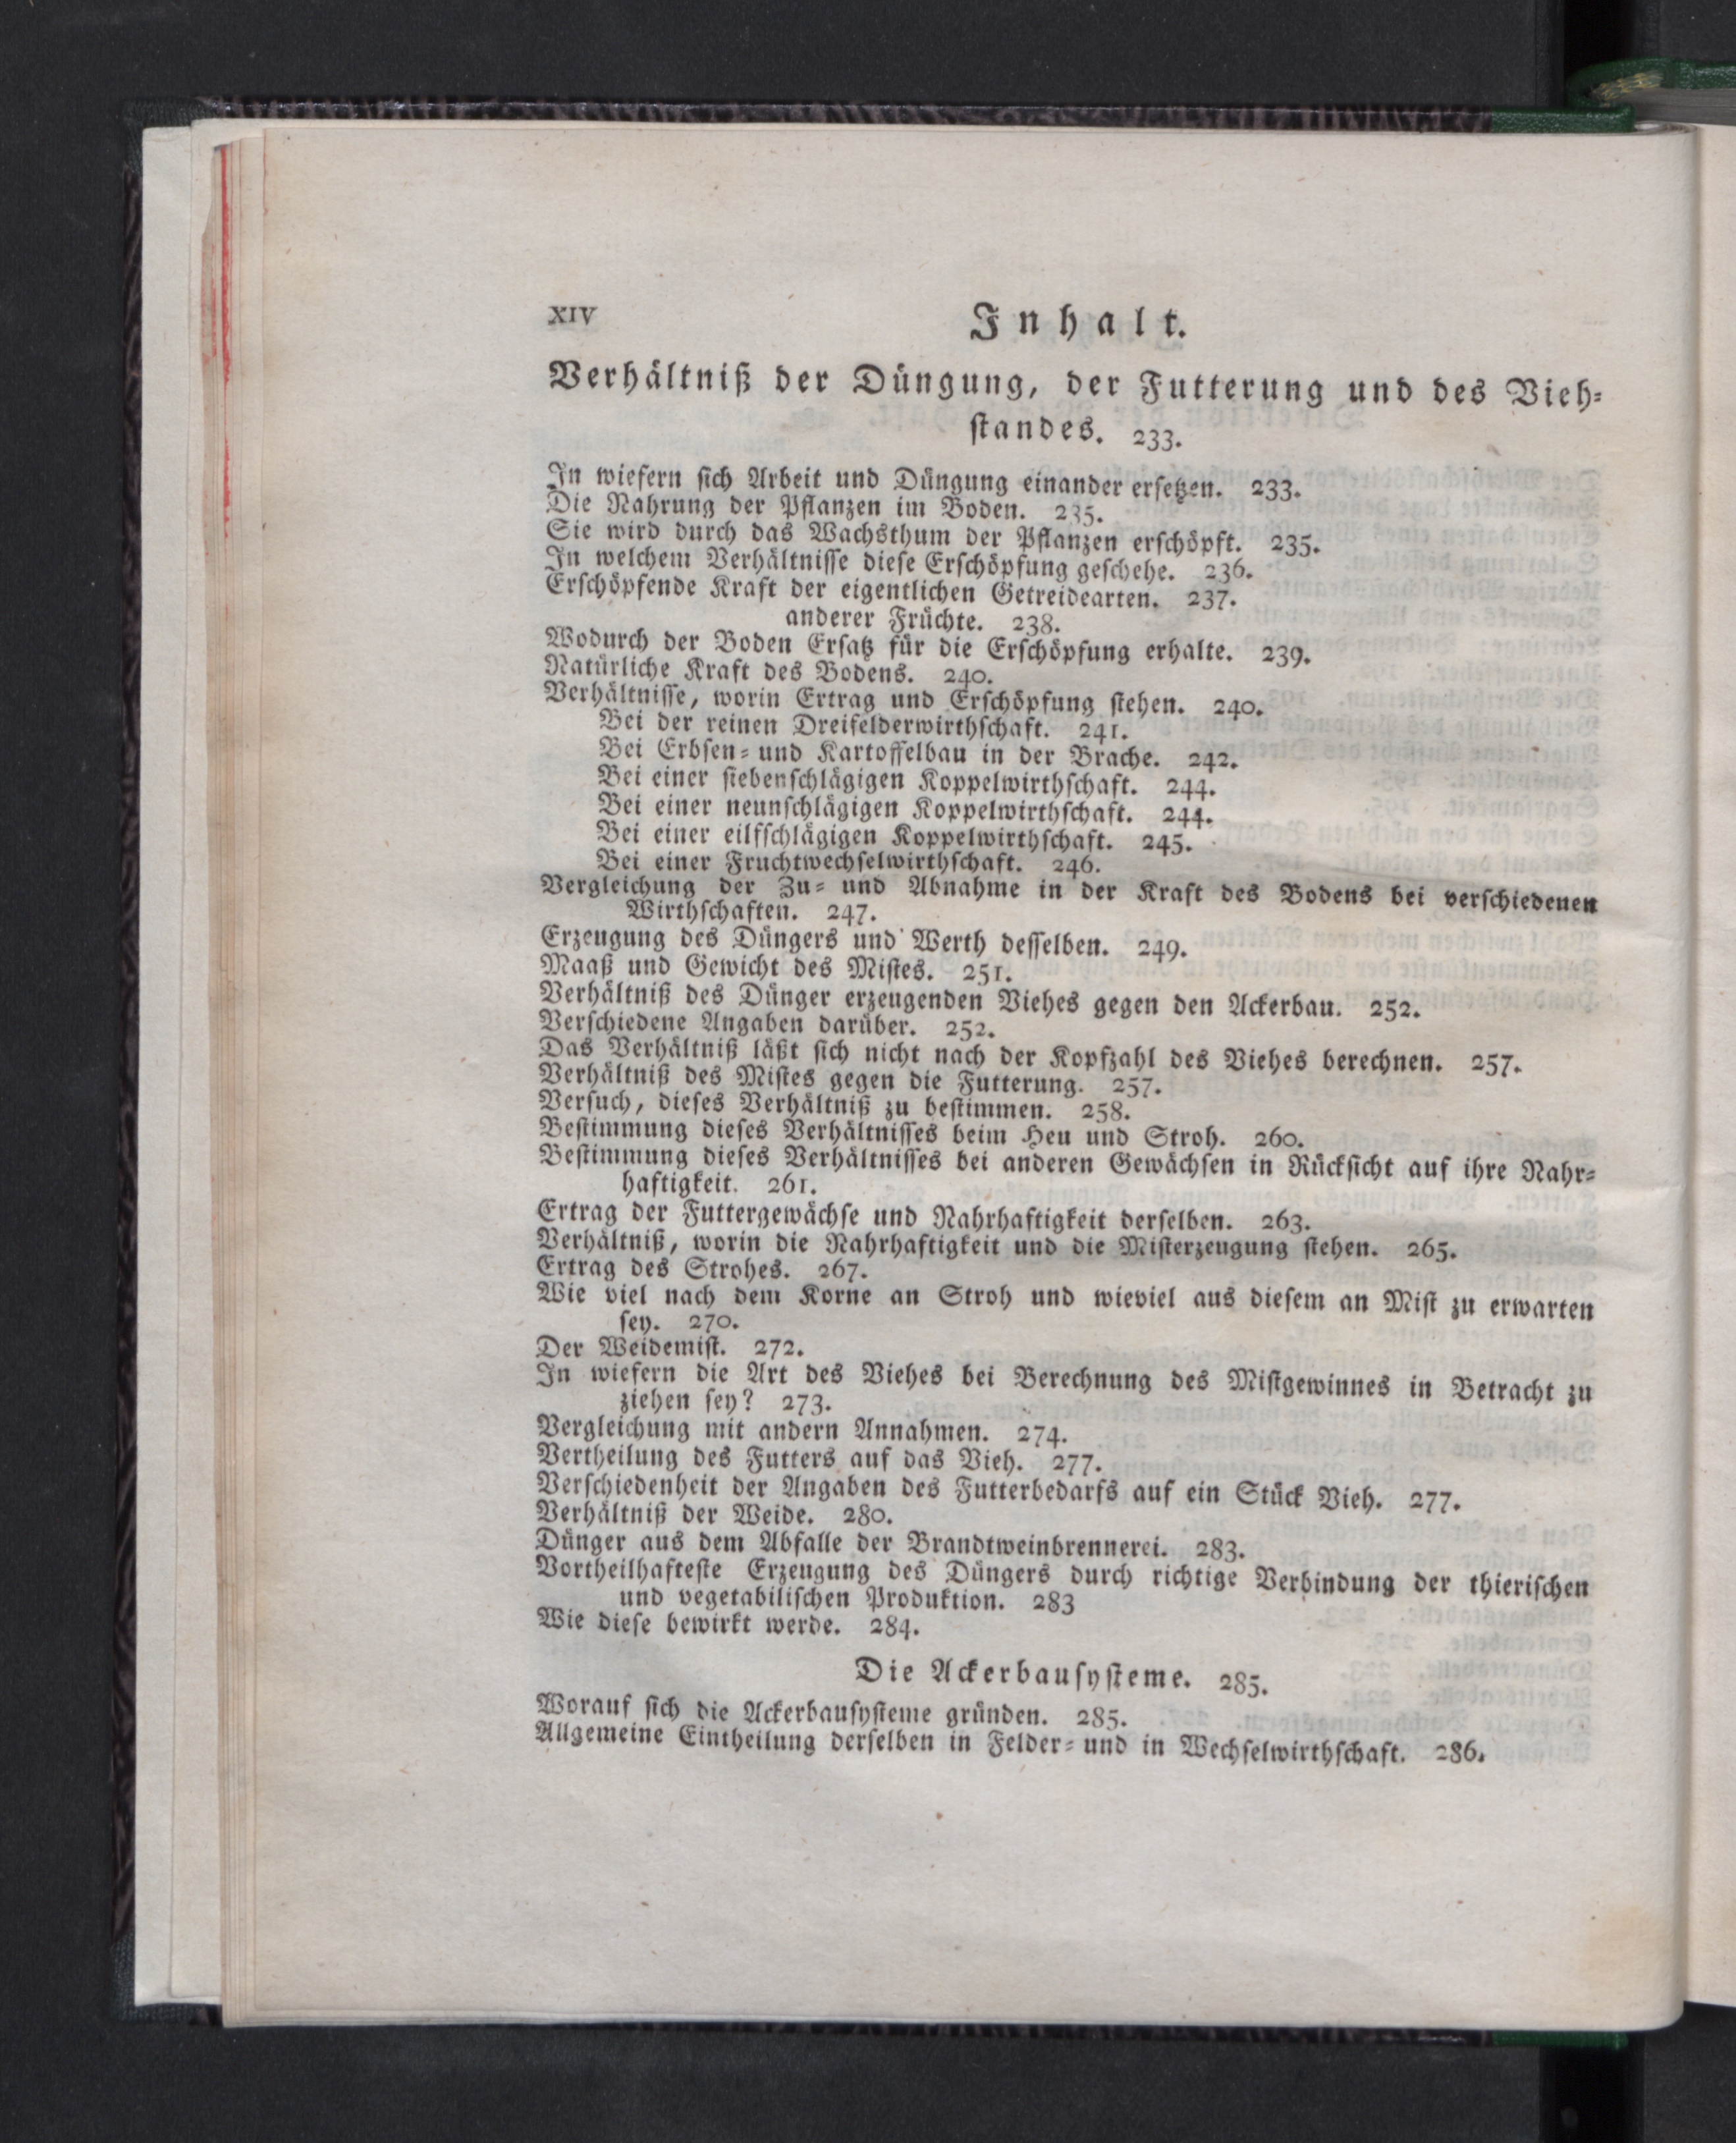 XIV
Inhalt.
Verhältniß der Düngung, der Futterung und des Vieh-
standes. 233.
In wiefern sich Arbeit und Düngung einander ersetzen. 233.
Die Nahrung der Pflanzen im Boden. 235.
Sie wird durch das Wachsthum der Pflanzen erschöpft. 235.
In welchem Verhältnisse diese Erschöpfung geschehe. 236.
Erschöpfende Kraft der eigentlichen Getreidearten. 237.
anderer Früchte. 238.
Wodurch der Boden Ersatz für die Erschöpfung erhalte. 239.
Natürliche Kraft des Bodens. 240.
Verhältnisse, worin Ertrag und Erschöpfung stehen. 240.
Bei der reinen Dreifelderwirthschaft. 241.
Bei Erbsen- und Kartoffelbau in der Brache. 242.
Bei einer siebenschlägigen Koppelwirthschaft. 244.
Bei einer neunschlägigen Koppelwirthschaft. 244.
Bei einer eilfschlägigen Koppelwirthschaft. 245.
Bei einer Fruchtwechselwirthschaft. 246.
Vergleichung der Zu- und Abnahme in der Kraft des Bodens bei verschiedenen
Wirthschaften. 247.
Erzeugung des Düngers und Werth desselben. 249.
Maaß und Gewicht des Mistes. 251.
Verhältniß des Dünger erzeugenden Viehes gegen den Ackerbau. 252.
Verschiedene Angaben darüber. 252.
Das Verhältniß läßt sich nicht nach der Kopfzahl des Viehes berechnen. 257.
Verhältniß des Mistes gegen die Futterung. 257.
Versuch, dieses Verhältniß zu bestimmen. 258.
Bestimmung dieses Verhältnisses beim Heu und Stroh. 260.
Bestimmung dieses Verhältnisses bei anderen Gewächsen in Rücksicht auf ihre Nahr-
haftigkeit. 261.
Ertrag der Futtergewächse und Nahrhaftigkeit derselben. 263.
Verhältniß, worin die Nahrhaftigkeit und die Misterzeugung stehen. 265.
Ertrag des Strohes. 267.
Wie viel nach dem Korne an Stroh und wieviel aus diesem an Mist zu erwarten
sey. 270.
Der Weidemist. 272.
In wiefern die Art des Viehes bei Berechnung des Mistgewinnes in Betracht zu
ziehen sey? 273.
Vergleichung mit andern Annahmen. 274.
Vertheilung des Futters auf das Vieh. 277.
Verschiedenheit der Angaben des Futterbedarfs auf ein Stück Vieh. 277.
Verhältniß der Weide. 280.
Dünger aus dem Abfalle der Brandtweinbrennerei. 283.
Vortheilhafteste Erzeugung des Düngers durch richtige Verbindung der thierischen
und vegetabilischen Produktion. 283
Wie diese bewirkt werde. 284.
Die Ackerbausysteme. 285.
Worauf sich die Ackerbausysteme gründen. 285.
Allgemeine Eintheilung derselben in Felder- und in Wechselwirthschaft. 286.